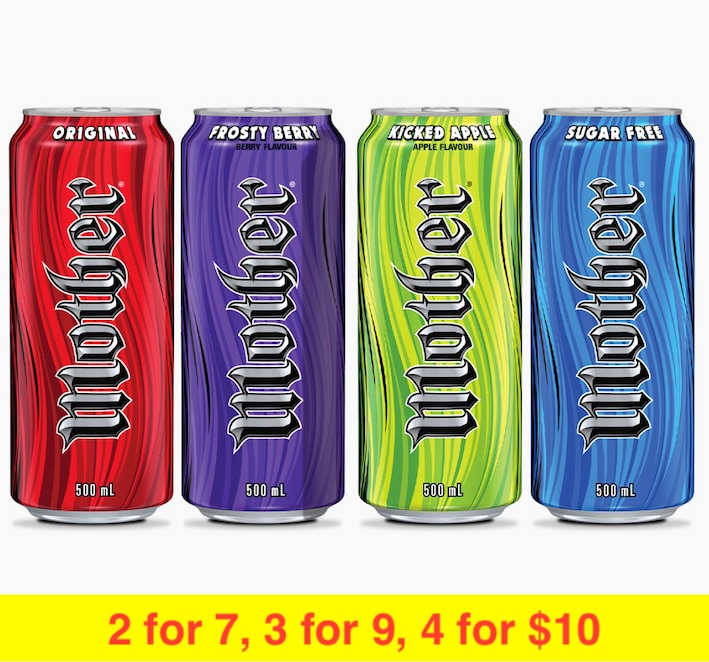 ORIGINAL
Mother
500 mL
FROSTY BERRY
BERRY FLAVOUR
Mother
500 mL
KICKED APPLE
APPLE FLAVOUR
Mother
500 mL
SUGAR FREE
Mother
500 mL
2 for 7, 3 for 9, 4 for $10